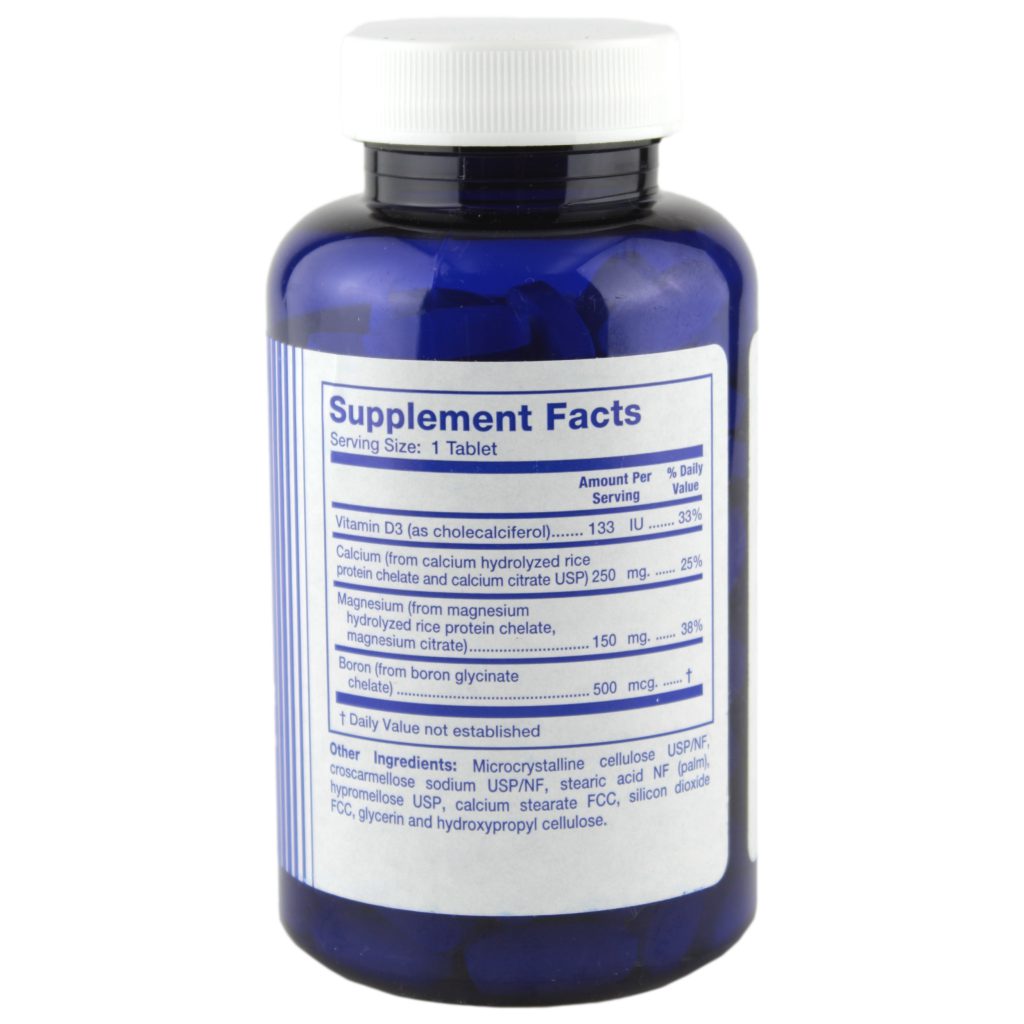 Supplement Facts
Serving Size: 1 Tablet
Amount Per % Daily
Serving Value
Vitamin D3 (as cholecalciferol)....... 133 IU ....... 33%
Calcium (from calcium hydrolyzed rice
protein chelate and calcium citrate USP) 250 mg. ...... 25%
Magnesium (from magnesium
hydrolyzed rice protein chelate,
magnesium citrate)............................ 150 mg. ...... 38%
Boron (from boron glycinate
chelate) ............................................. 500 mcg. ...... †
† Daily Value not established
Other Ingredients: Microcrystalline cellulose USP/NF,
croscarmellose sodium USP/NF, stearic acid NF (palm),
hypromellose USP, calcium stearate FCC, silicon dioxide
FCC, glycerin and hydroxypropyl cellulose.